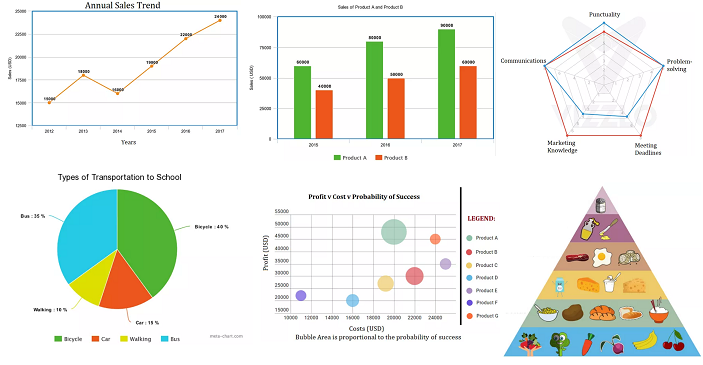 Annual Sales Trend
Sales (USD)
25000
22500
20000
17500
15000
12500
15000
18000
16000
19000
22000
24000
2012
2013
2014
2015
2016
2017
Years
Sales of Product A and Product B
Sales ( USD)
100000
75000
50000
25000
0
60000
40000
80000
50000
90000
60000
2015
2016
2017
Product A
Product B
Punctuality
Communications
Problem-
solving
Marketing
Knowledge
Meeting
Deadlines
Types of Transportation to School
Bus : 35 %
Bicycle : 40 %
Walking : 10 %
Car : 15 %
Bicycle
Car
Walking
Bus
meta-chart.com
Profit v Cost v Probability of Success
Profit (USD)
55000
50000
45000
40000
35000
30000
25000
20000
15000
10000
12000
14000
16000
18000
20000
22000
24000
Costs (USD)
Bubble Area is proportional to the probability of success
LEGEND:
Product A
Product B
Product C
Product D
Product E
Product F
Product G